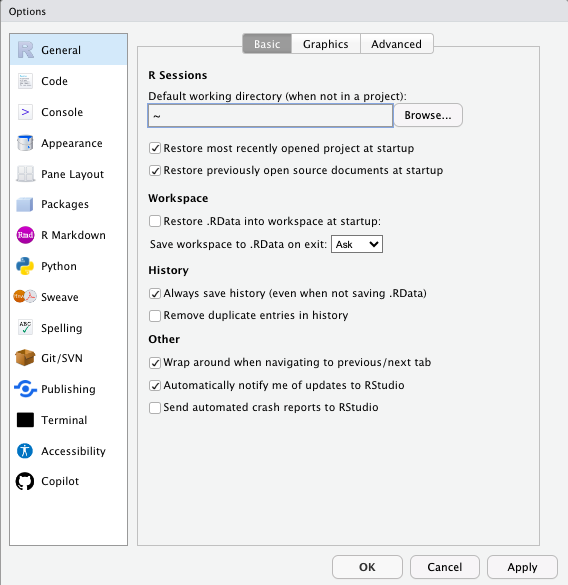 Options
General
Code
Console
Appearance
Pane Layout
Packages
R Markdown
Python
Sweave
Spelling
Git/SVN
Publishing
Terminal
Accessibility
Copilot
Basic Graphics Advanced
R Sessions
Default working directory (when not in a project):
~ Browse...
Restore most recently opened project at startup
Restore previously open source documents at startup
Workspace
Restore .RData into workspace at startup:
Save workspace to .RData on exit: Ask
History
Always save history (even when not saving .RData)
Remove duplicate entries in history
Other
Wrap around when navigating to previous/next tab
Automatically notify me of updates to RStudio
Send automated crash reports to RStudio
OK Cancel Apply